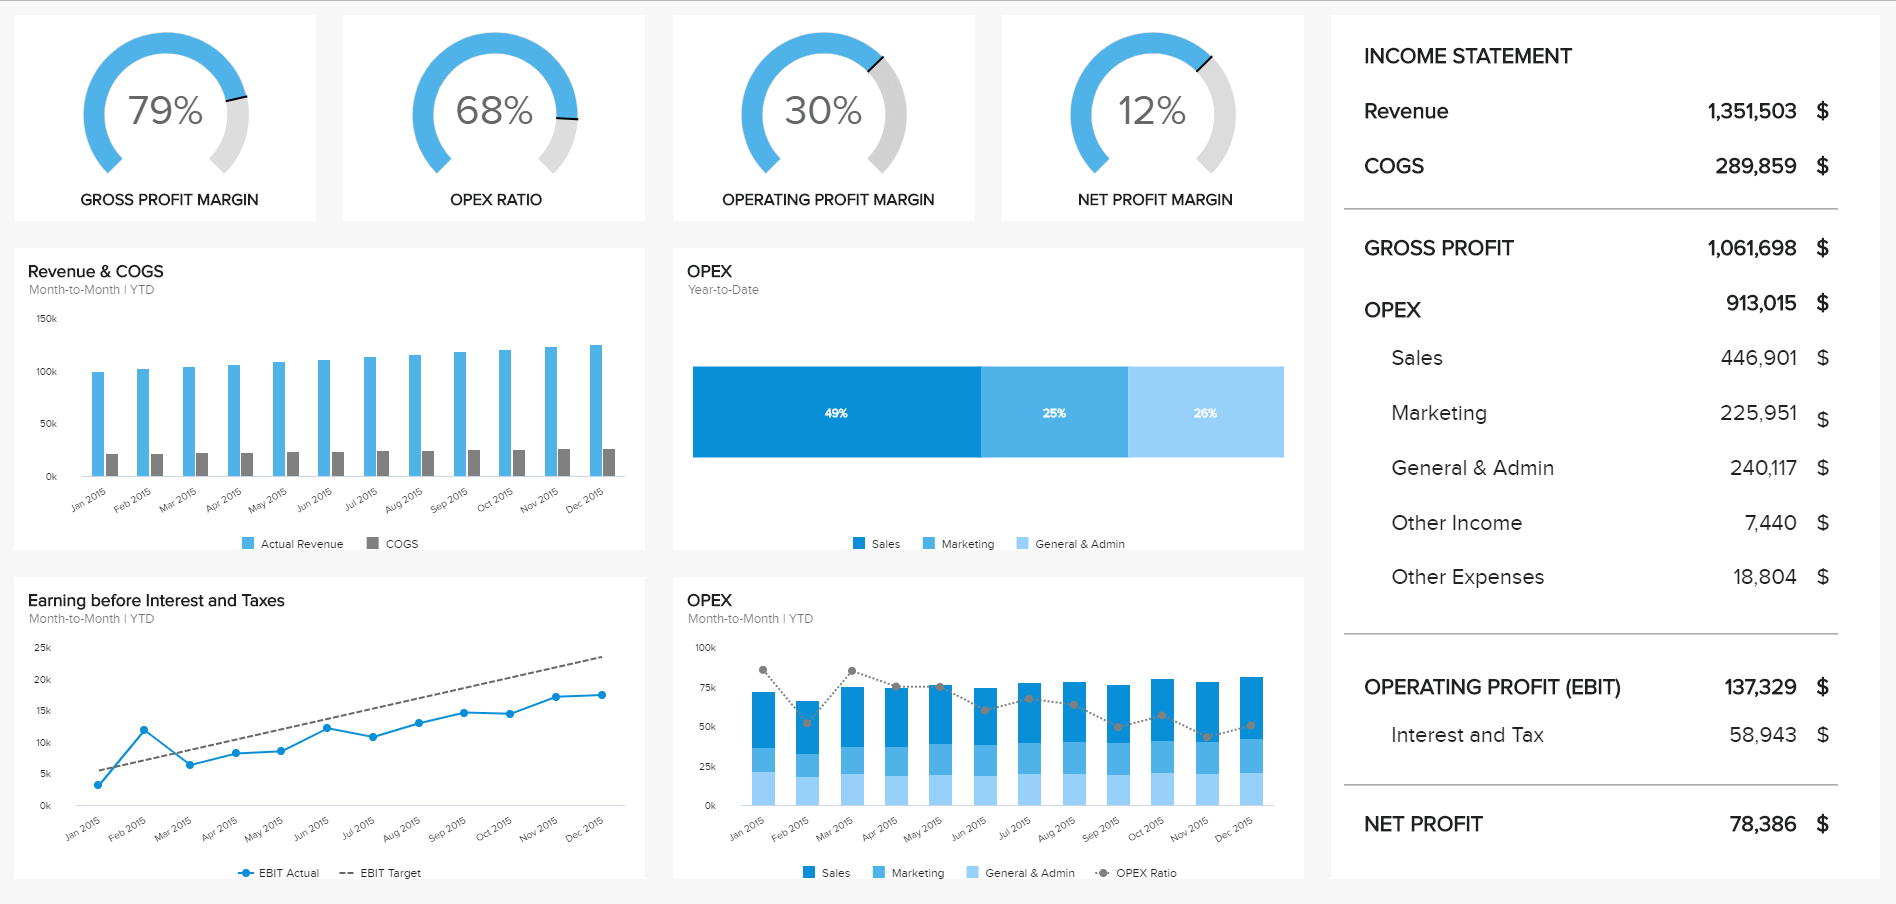 79%
GROSS PROFIT MARGIN
68%
OPEX RATIO
30%
OPERATING PROFIT MARGIN
12%
NET PROFIT MARGIN
Revenue & COGS
Month-to-Month | YTD
150k
100k
50k
0k
Jan 2015
Feb 2015
Mar 2015
Apr 2015
May 2015
Jun 2015
Jul 2015
Aug 2015
Sep 2015
Oct 2015
Nov 2015
Dec 2015
Actual Revenue
COGS
OPEX
Year-to-Date
49%
25%
26%
Sales
Marketing
General & Admin
Earning before Interest and Taxes
Month-to-Month | YTD
25k
20k
15k
10k
5k
0k
Jan 2015
Feb 2015
Mar 2015
Apr 2015
May 2015
Jun 2015
Jul 2015
Aug 2015
Sep 2015
Oct 2015
Nov 2015
Dec 2015
EBIT Actual
EBIT Target
OPEX
Month-to-Month | YTD
100k
75k
50k
25k
0k
Jan 2015
Feb 2015
Mar 2015
Apr 2015
May 2015
Jun 2015
Jul 2015
Aug 2015
Sep 2015
Oct 2015
Nov 2015
Dec 2015
Sales
Marketing
General & Admin
OPEX Ratio
INCOME STATEMENT
Revenue 1,351,503 $
COGS 289,859 $
GROSS PROFIT 1,061,698 $
OPEX 913,015 $
Sales 446,901 $
Marketing 225,951 $
General & Admin 240,117 $
Other Income 7,440 $
Other Expenses 18,804 $
OPERATING PROFIT (EBIT) 137,329 $
Interest and Tax 58,943 $
NET PROFIT 78,386 $